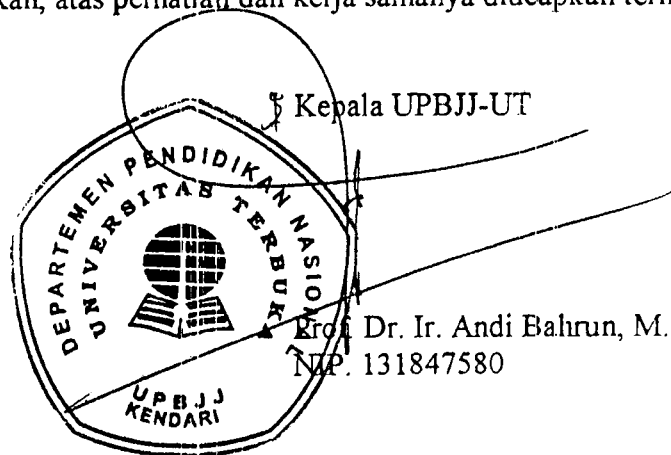 kan, atas perhatian dan kerja samanya diucapkan
Kepala UPBJJ-UT
DEPARTEMEN PENDIDIKAN NASIONAL
UNIVERSITAS TERBUKA
UPBJJ
KENDARI
Prof. Dr. Ir. Andi Bahrun, M.
NIP. 131847580